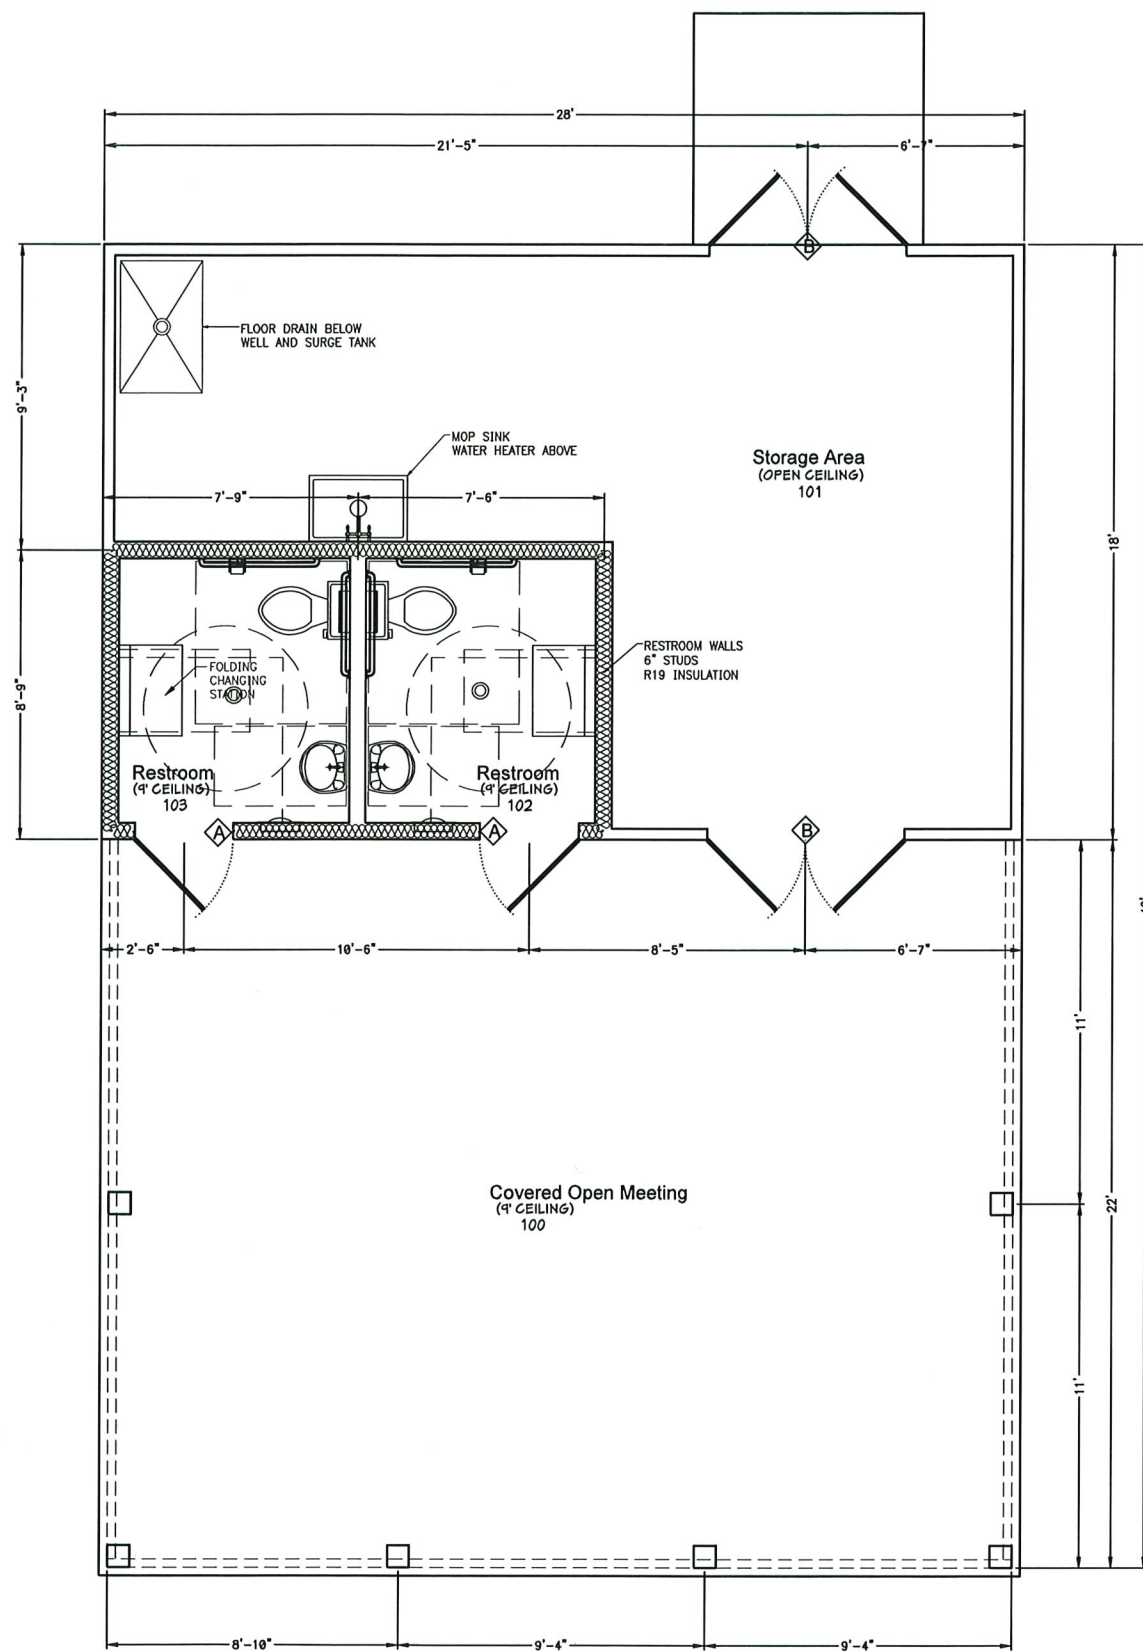 28'
21'-5"
6'-7"
B
FLOOR DRAIN BELOW
WELL AND SURGE TANK
9'-3"
MOP SINK
WATER HEATER ABOVE
Storage Area
(OPEN CEILING)
101
7'-9"
7'-6"
18'
RESTROOM WALLS
6" STUDS
R19 INSULATION
FOLDING
CHANGING
STATION
8'-9"
Restroom
(9' CEILING)
103
Restroom
(9' CEILING)
102
A
A
B
2'-6"
10'-6"
8'-5"
6'-7"
11'
Covered Open Meeting
(9' CEILING)
100
22'
11'
8'-10"
9'-4"
9'-4"